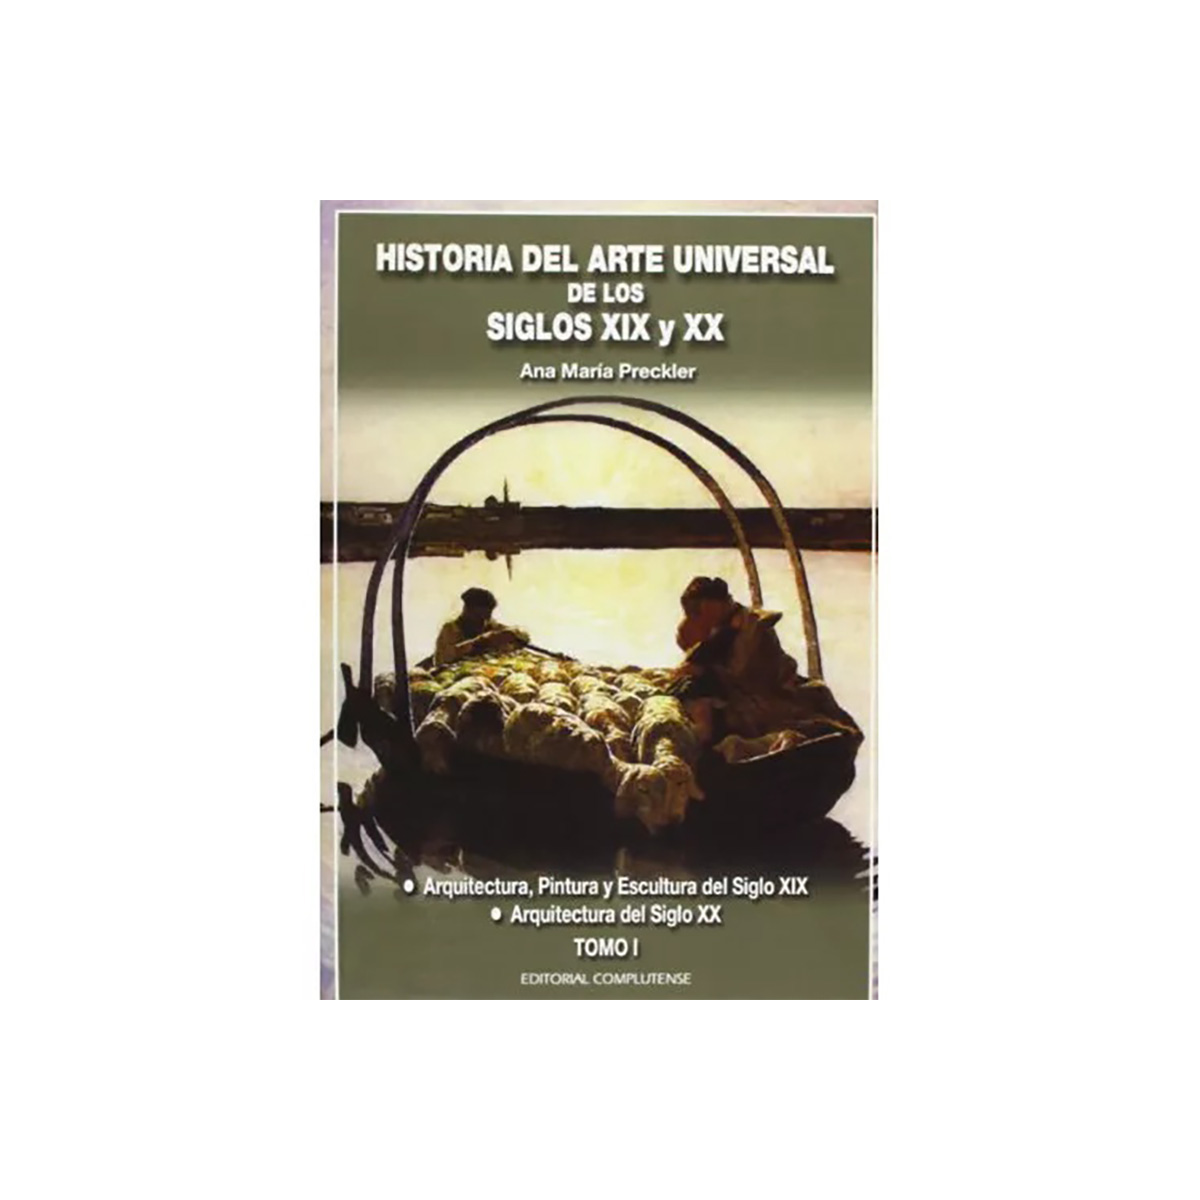 HISTORIA DEL ARTE UNIVERSAL
DE LOS
SIGLOS XIX y XX
Ana María Preckler
• Arquitectura, Pintura y Escultura del Siglo XIX
• Arquitectura del Siglo XX
TOMO I
EDITORIAL COMPLUTENSE